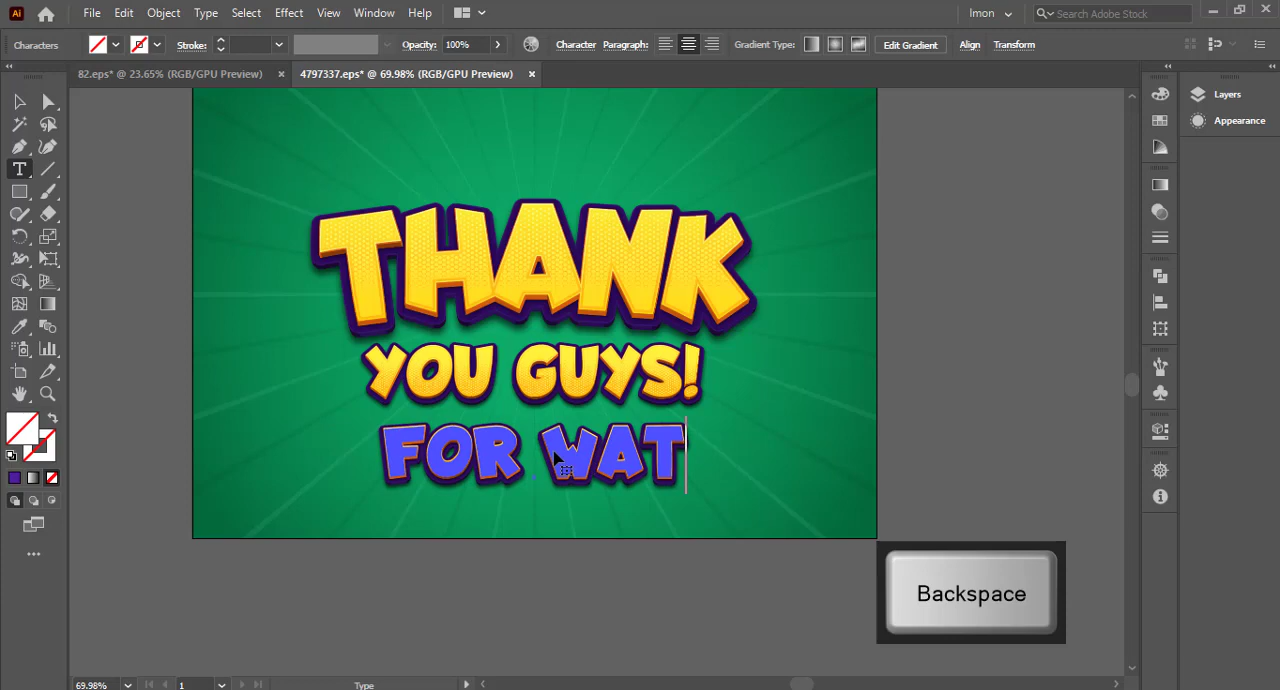 Ai File Edit Object Type Select Effect View Window Help Imon Search Adobe Stock
Characters Stroke: Opacity: 100% Character Paragraph: Gradient Type: Edit Gradient Align Transform
82.eps* @ 23.65% (RGB/GPU Preview) × 4797337.eps* @ 69.98% (RGB/GPU Preview) ×
Layers
Appearance
THANK
YOU GUYS!
FOR WAT
Backspace
69.98% 1 Type